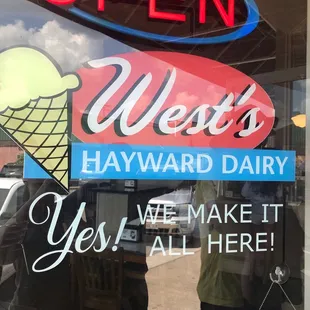 OPEN
West's
HAYWARD DAIRY
Yes! WE MAKE IT
ALL HERE!